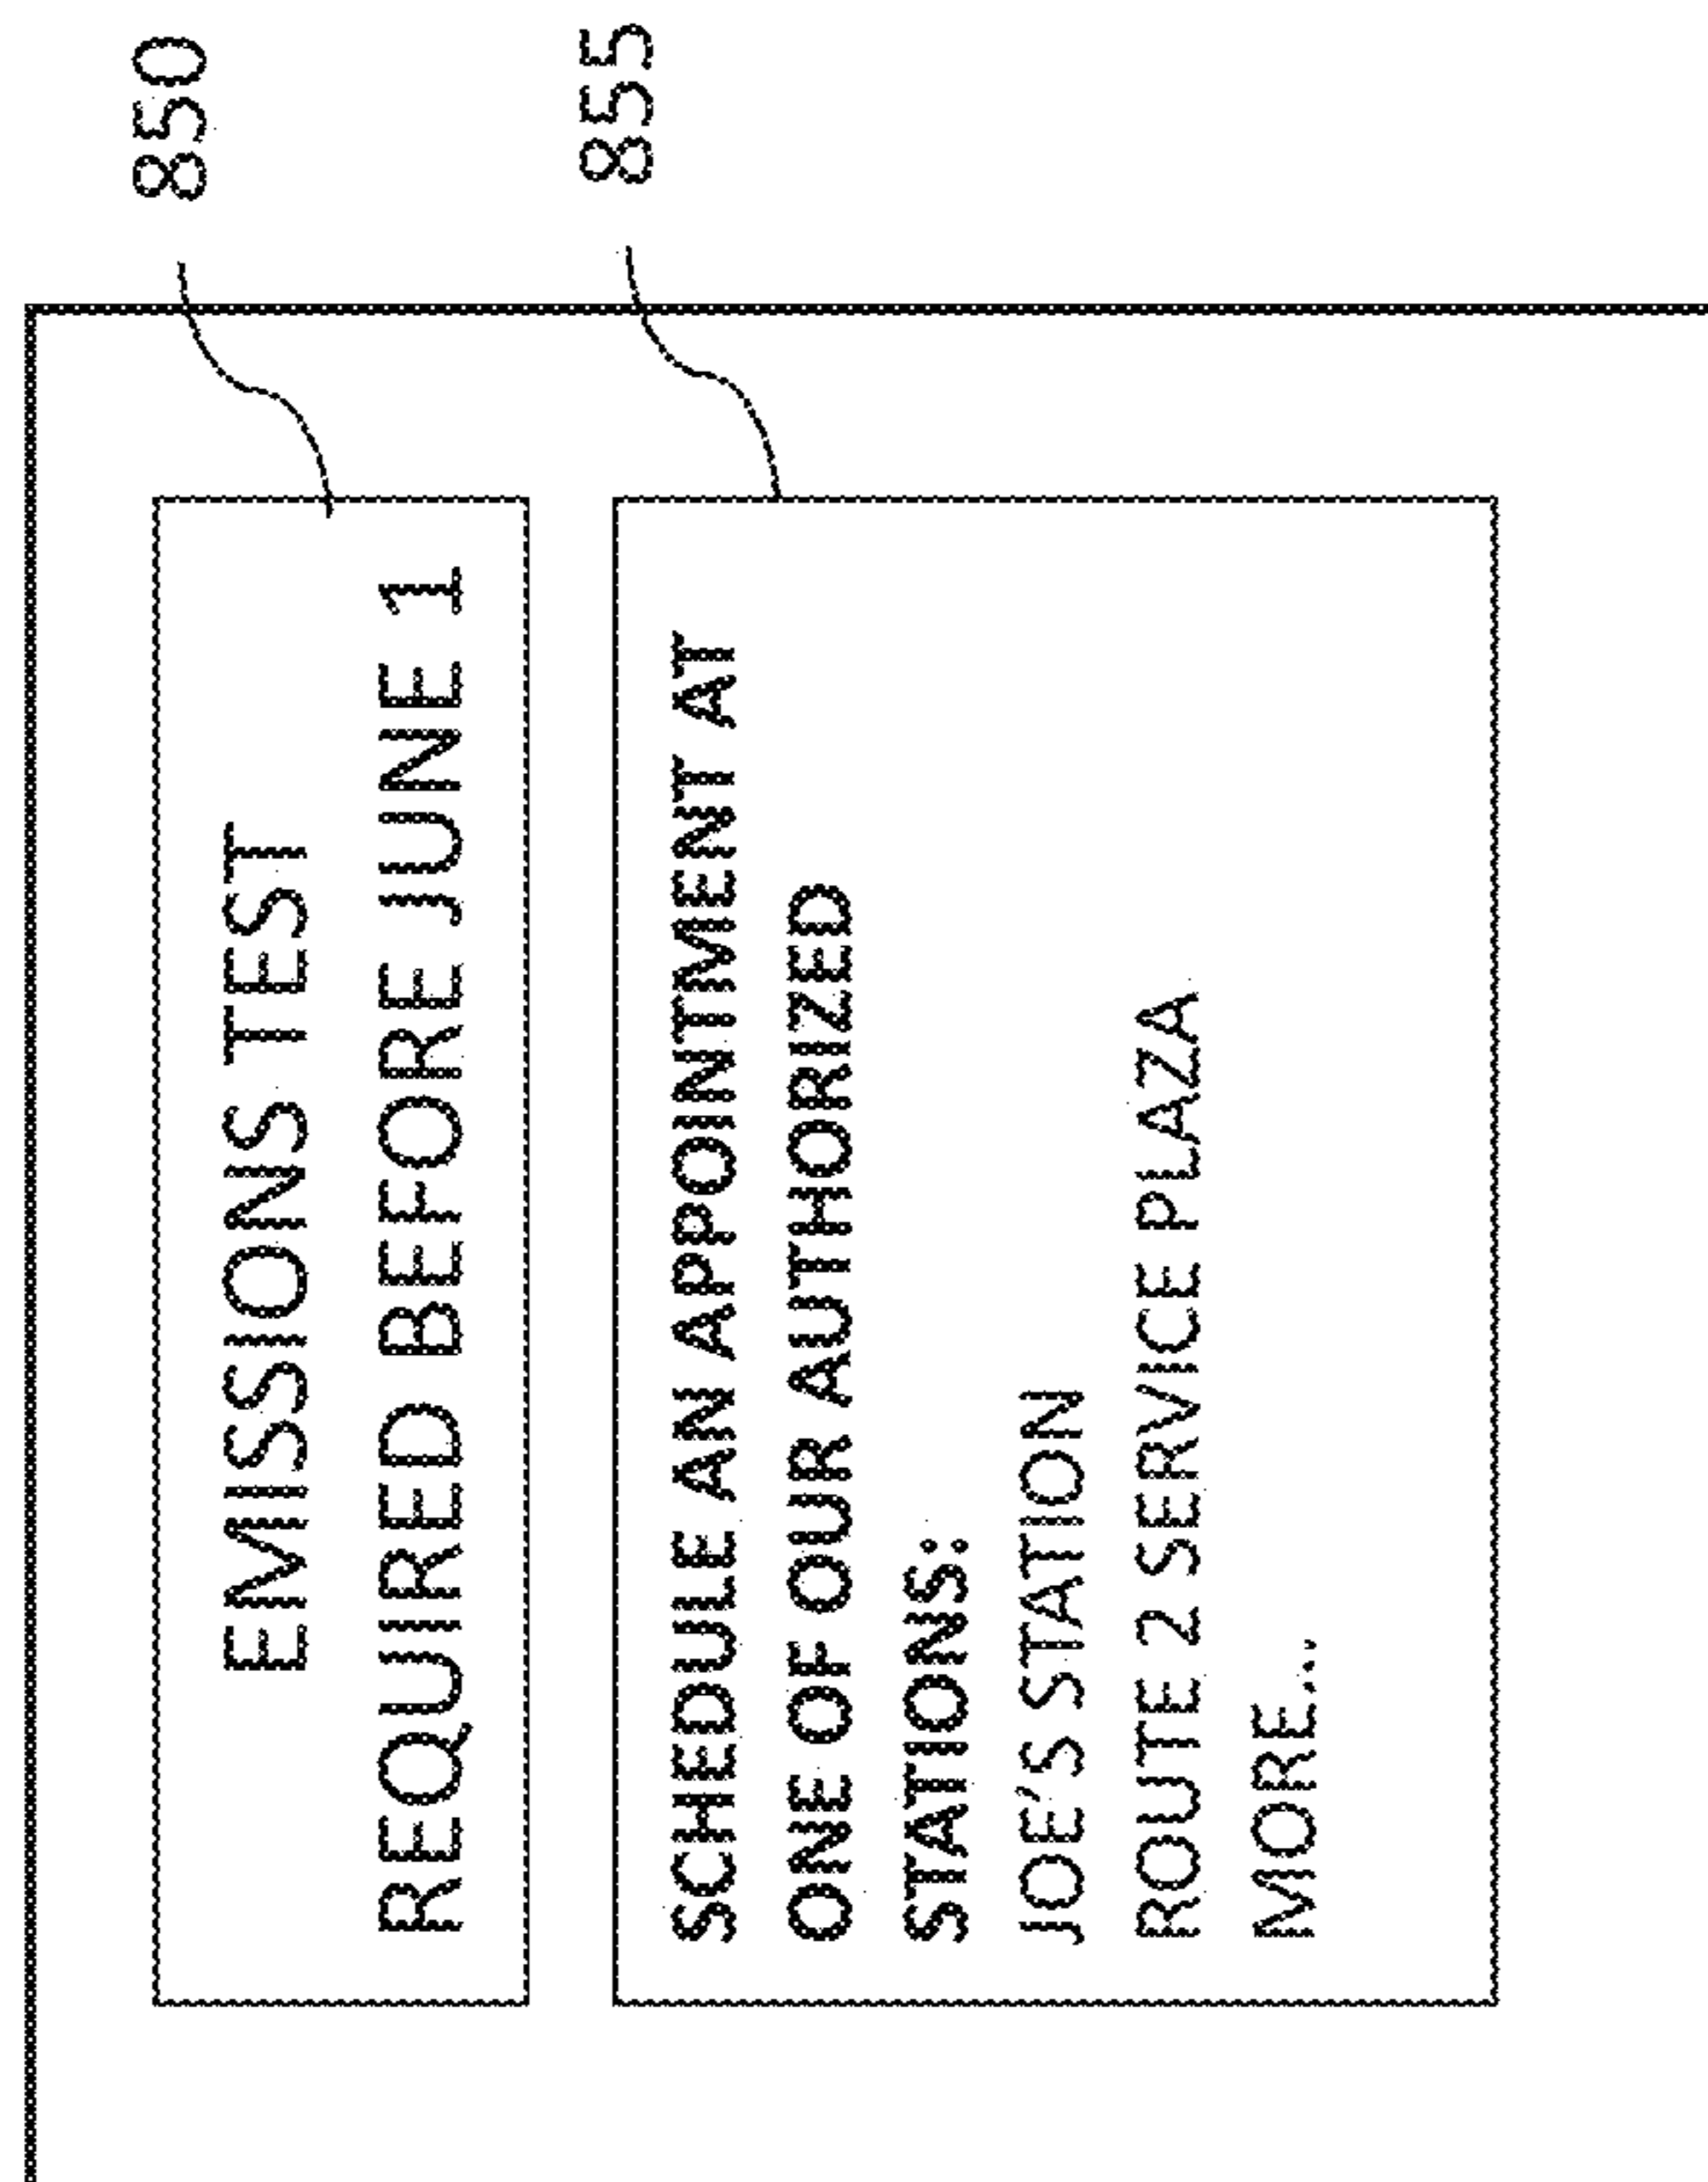 850
EMISSIONS TEST
REQUIRED BEFORE JUNE 1
855
SCHEDULE AN APPOINTMENT AT
ONE OF OUR AUTHORIZED
STATIONS:
JOE'S STATION
ROUTE 2 SERVICE PLAZA
MORE...